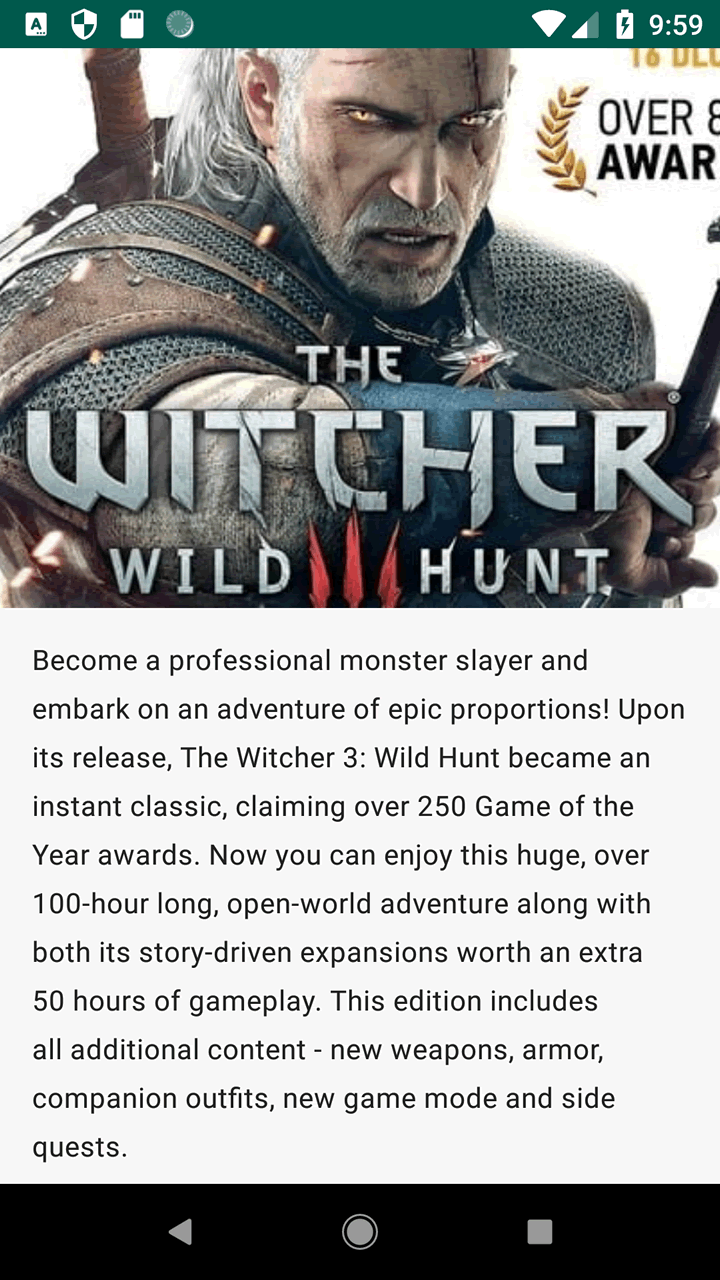 9:59
16 DLC
OVER 8
AWAR
THE
WITCHER
WILD HUNT
Become a professional monster slayer and
embark on an adventure of epic proportions! Upon
its release, The Witcher 3: Wild Hunt became an
instant classic, claiming over 250 Game of the
Year awards. Now you can enjoy this huge, over
100-hour long, open-world adventure along with
both its story-driven expansions worth an extra
50 hours of gameplay. This edition includes
all additional content - new weapons, armor,
companion outfits, new game mode and side
quests.